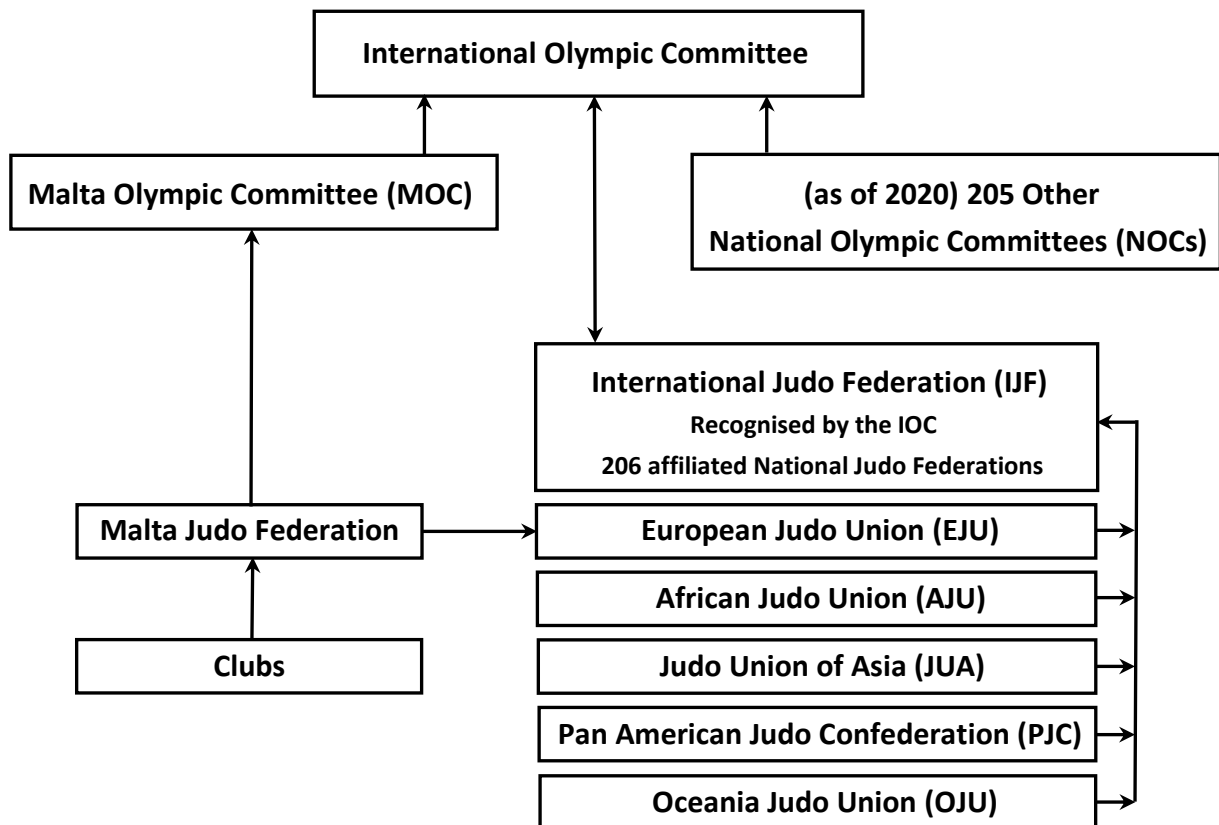 International Olympic Committee
Malta Olympic Committee (MOC)
(as of 2020) 205 Other
National Olympic Committees (NOCs)
International Judo Federation (IJF)
Recognised by the IOC
206 affiliated National Judo Federations
Malta Judo Federation
European Judo Union (EJU)
African Judo Union (AJU)
Clubs
Judo Union of Asia (JUA)
Pan American Judo Confederation (PJC)
Oceania Judo Union (OJU)